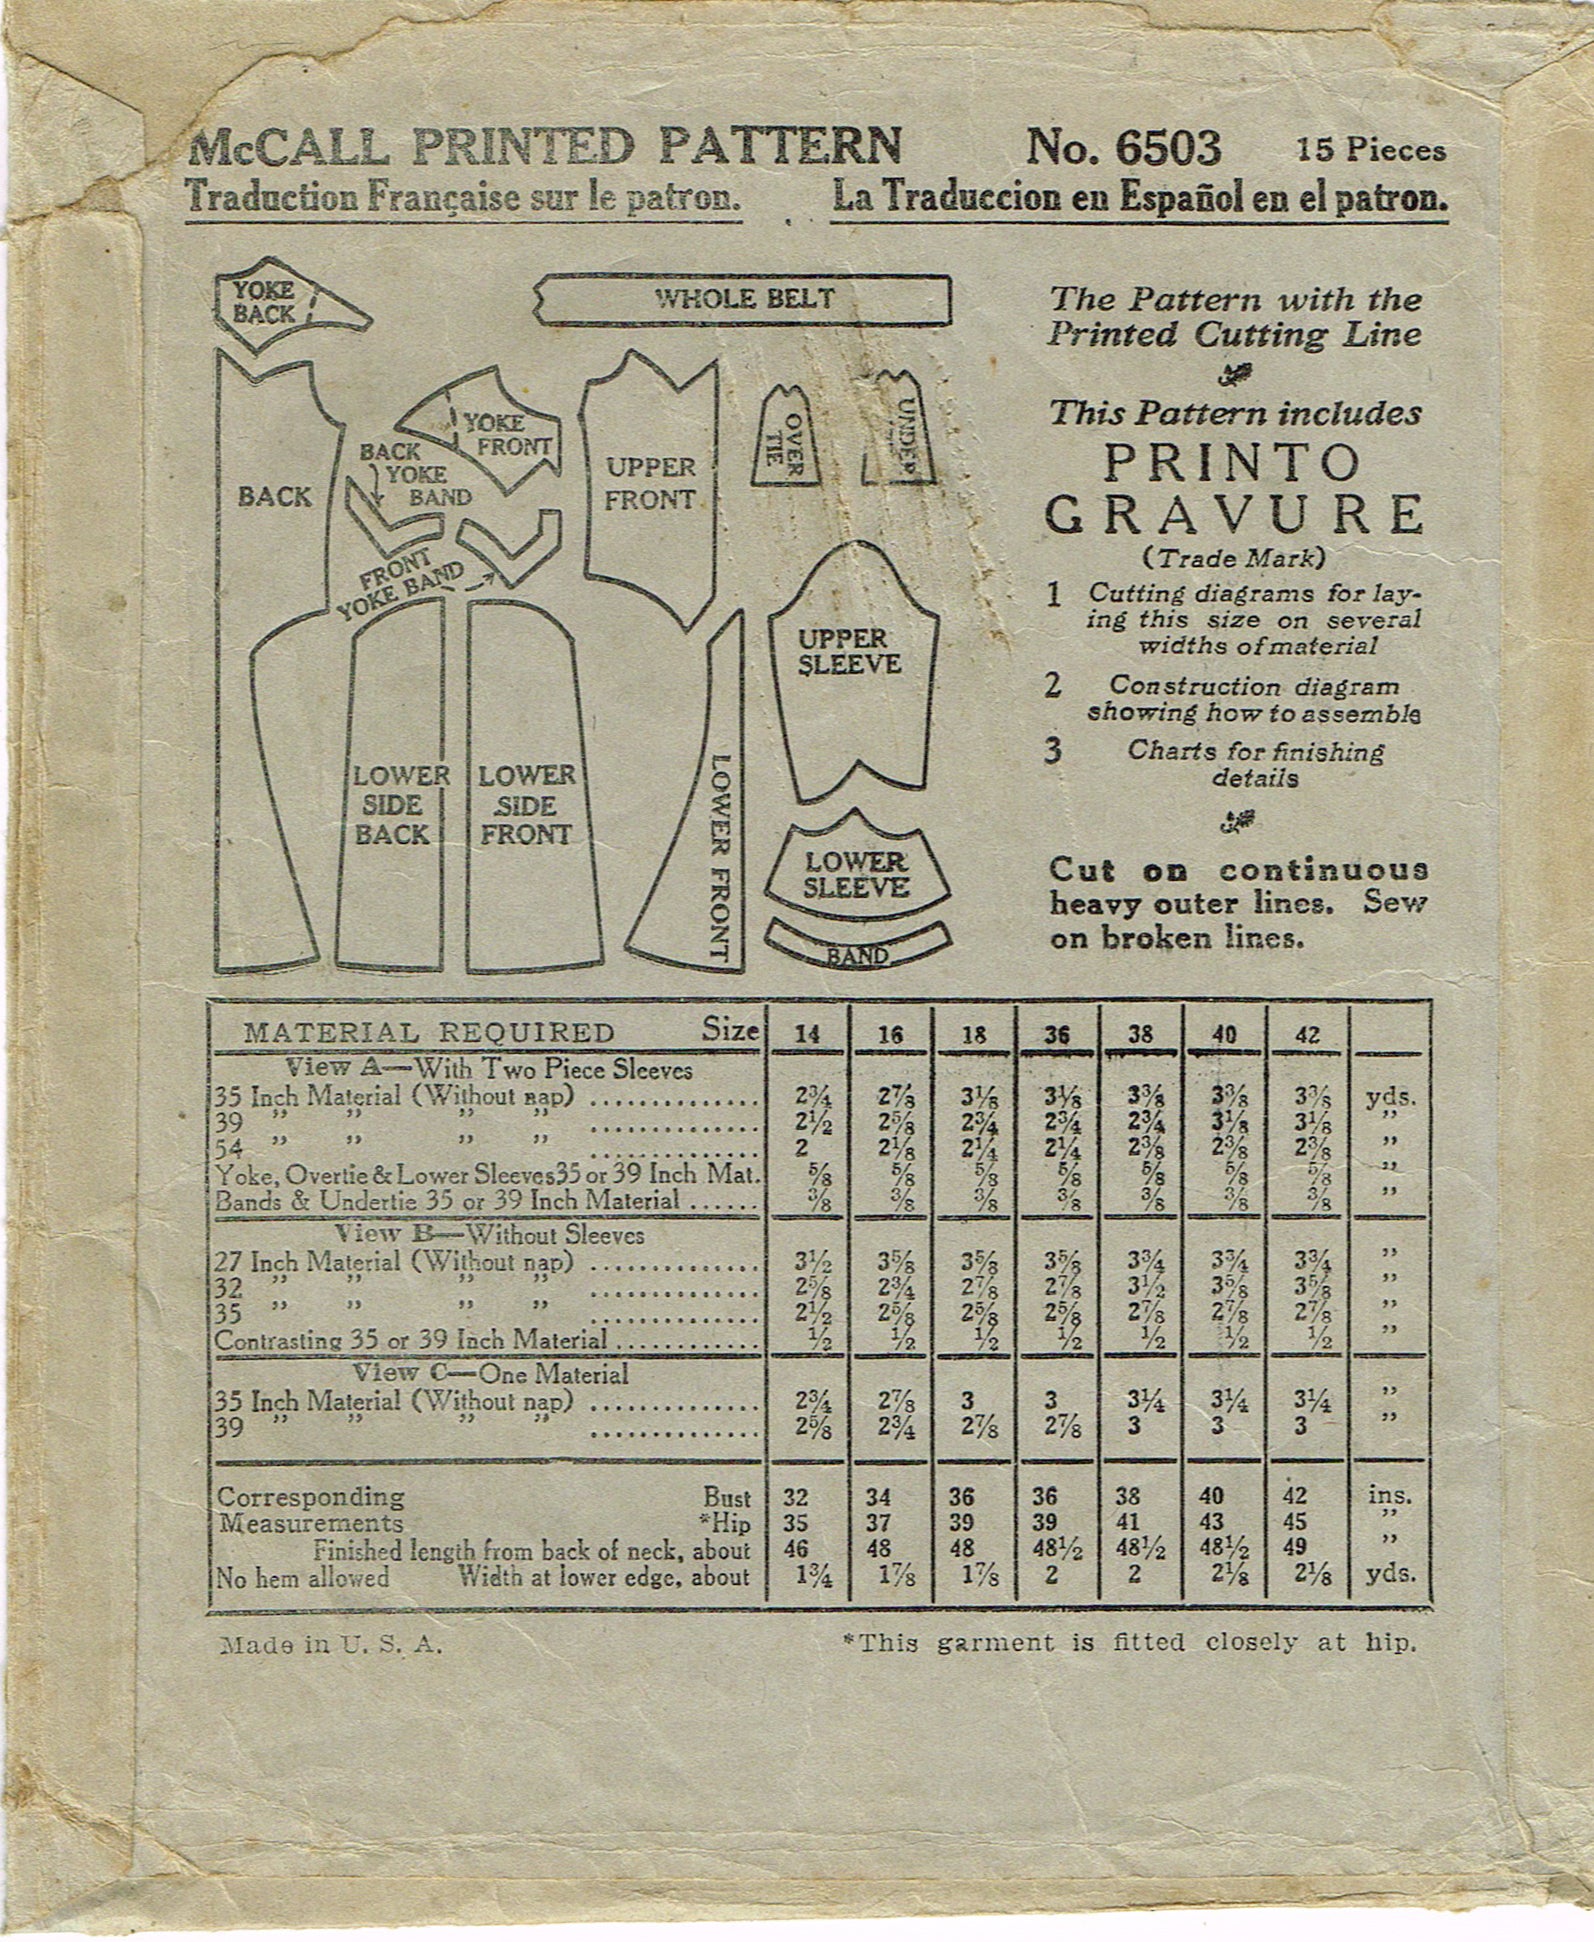 McCALL PRINTED PATTERN No. 6503 15 Pieces
Traduction Française sur le patron. La Traduccion en Español en el patron.
YOKE
BACK
WHOLE BELT
BACK
YOKE
FRONT
BACK
YOKE
BAND
FRONT
YOKE BAND
UPPER
FRONT
OVER
TIE
UNDER
LOWER
SIDE
BACK
LOWER
SIDE
FRONT
LOWER FRONT
UPPER
SLEEVE
LOWER
SLEEVE
BAND
The Pattern with the
Printed Cutting Line
This Pattern includes
PRINTO
GRAVURE
(Trade Mark)
1 Cutting diagrams for lay-
ing this size on several
widths of material
2 Construction diagram
showing how to assemble
3 Charts for finishing
details
Cut on continuous
heavy outer lines. Sew
on broken lines.
MATERIAL REQUIRED Size 14 16 18 36 38 40 42
View A—With Two Piece Sleeves
35 Inch Material (Without nap) .............. 2¾ 2⅞ 3⅛ 3⅛ 3⅜ 3⅜ 3⅜ yds.
39 ” ” ” ” .............. 2½ 2⅝ 2¾ 2¾ 2¾ 3⅛ 3⅛ ”
54 ” ” ” ” .............. 2 2⅛ 2¼ 2¼ 2⅜ 2⅜ 2⅜ ”
Yoke, Overtie & Lower Sleeves 35 or 39 Inch Mat. ⅝ ⅝ ⅝ ⅝ ⅝ ⅝ ⅝ ”
Bands & Undertie 35 or 39 Inch Material ...... ⅜ ⅜ ⅜ ⅜ ⅜ ⅜ ⅜ ”
View B—Without Sleeves
27 Inch Material (Without nap) .............. 3½ 3⅝ 3⅝ 3⅝ 3¾ 3¾ 3¾ ”
32 ” ” ” ” .............. 2⅝ 2¾ 2⅞ 2⅞ 3½ 3⅝ 3⅝ ”
35 ” ” ” ” .............. 2½ 2⅝ 2⅝ 2⅝ 2⅞ 2⅞ 2⅞ ”
Contrasting 35 or 39 Inch Material ............ ½ ½ ½ ½ ½ ½ ½ ”
View C—One Material
35 Inch Material (Without nap) .............. 2¾ 2⅞ 3 3 3¼ 3¼ 3¼ ”
39 ” ” ” ” .............. 2⅝ 2¾ 2⅞ 2⅞ 3 3 3 ”
Corresponding Bust 32 34 36 36 38 40 42 ins.
Measurements *Hip 35 37 39 39 41 43 45 ”
Finished length from back of neck, about 46 48 48 48½ 48½ 48½ 49 ”
No hem allowed Width at lower edge, about 1¾ 1⅞ 1⅞ 2 2 2⅛ 2⅛ yds.
Made in U. S. A. *This garment is fitted closely at hip.